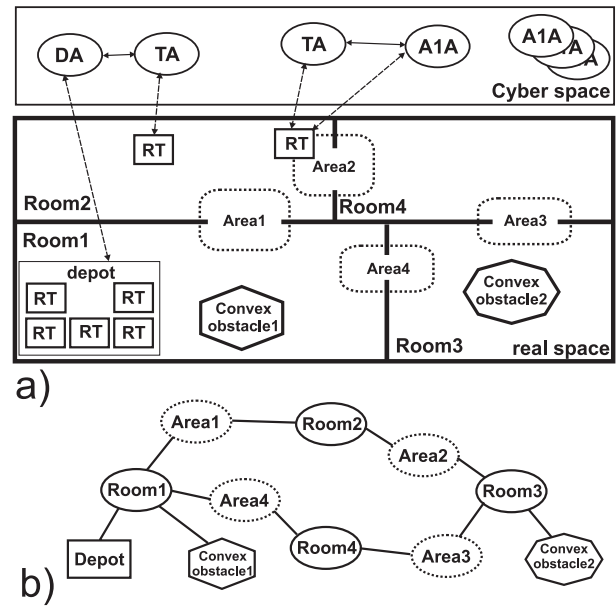 DA
TA
TA
A1A
A1A
A
A
Cyber space
RT
RT
Area2
Room2
Area1
Room4
Area3
Room1
depot
RT
RT
RT
RT
RT
Area4
Convex
obstacle1
Convex
obstacle2
Room3
real space
a)
Area1
Room2
Area2
Room1
Area4
Room3
Depot
Convex
obstacle1
Room4
Area3
Convex
obstacle2
b)